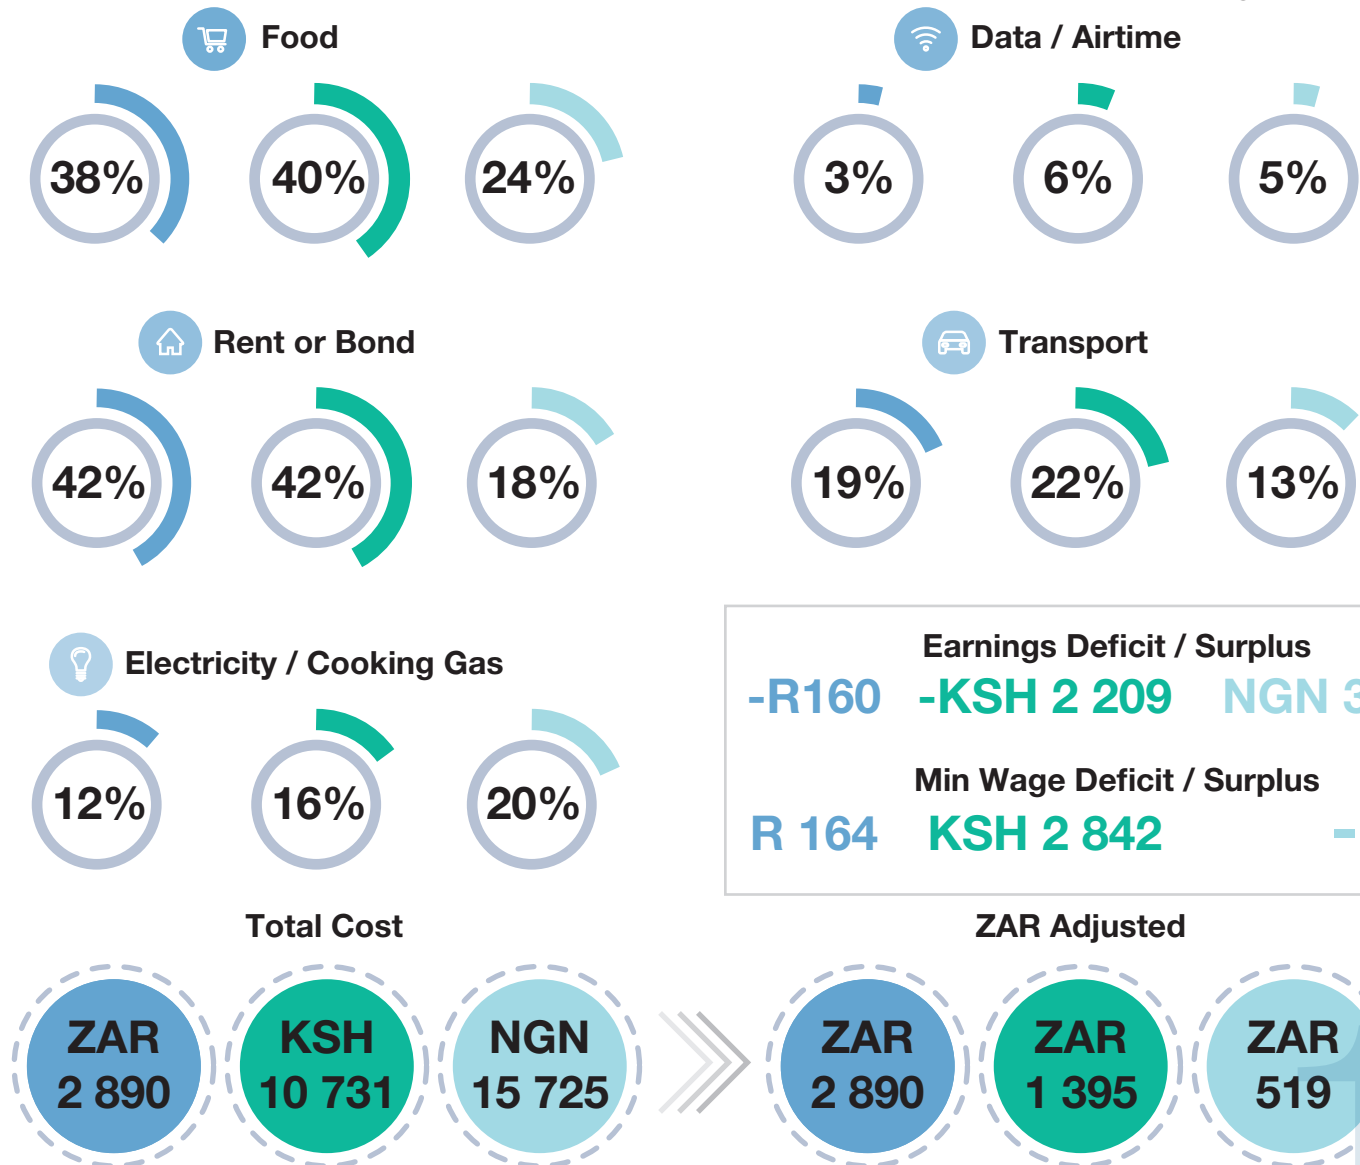 Food
38% 40% 24%
Data / Airtime
3% 6% 5%
Rent or Bond
42% 42% 18%
Transport
19% 22% 13%
Electricity / Cooking Gas
12% 16% 20%
Earnings Deficit / Surplus
-R160 -KSH 2 209 NGN
Min Wage Deficit / Surplus
R 164 KSH 2 842 -
Total Cost
ZAR
2 890
KSH
10 731
NGN
15 725
ZAR Adjusted
ZAR
2 890
ZAR
1 395
ZAR
519